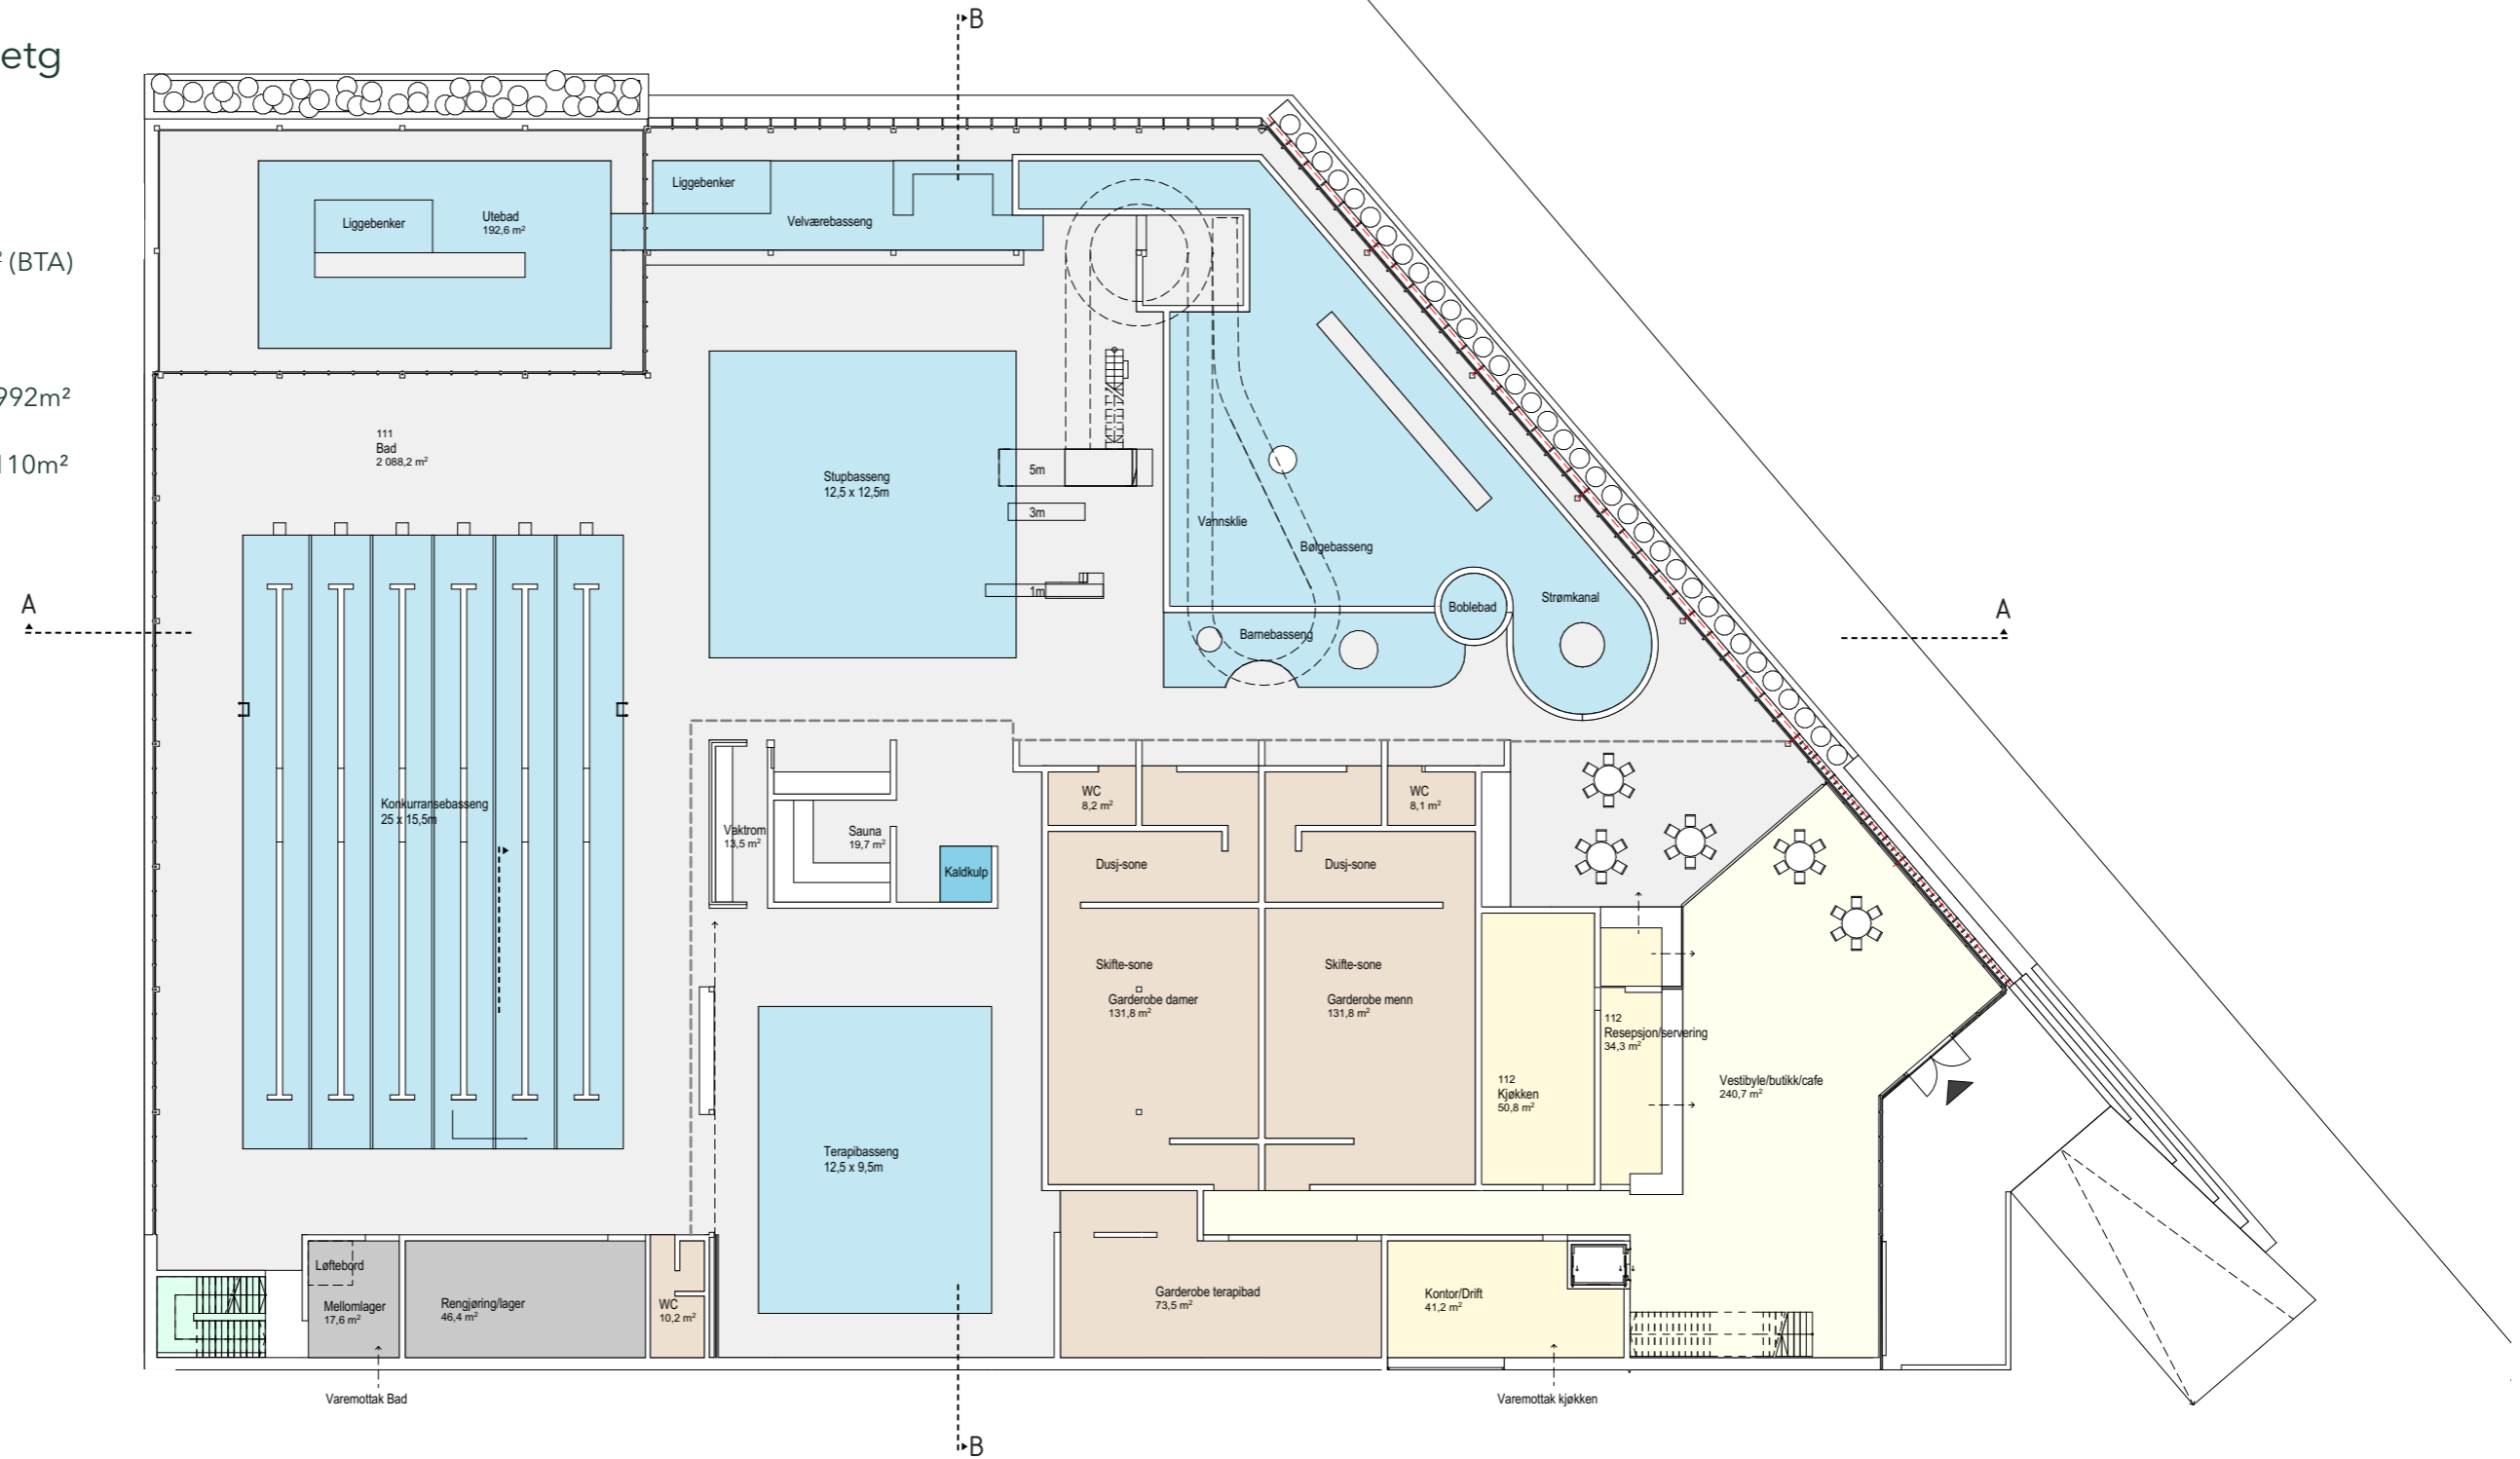 B
etg
² (BTA)
992m²
110m²
Liggebenker
Utebad
192,6 m²
Liggebenker
Velværebasseng
111
Bad
2 088,2 m²
Stupbasseng
12,5 x 12,5m
5m
3m
1m
Vannsklie
Bølgebasseng
Boblebad
Strømkanal
Barnebasseng
A
A
Konkurransebasseng
25 x 15,5m
Vaktrom
13,5 m²
Sauna
19,7 m²
Kaldkulp
WC
8,2 m²
WC
8,1 m²
Dusj-sone
Dusj-sone
Skifte-sone
Skifte-sone
Garderobe damer
131,8 m²
Garderobe menn
131,8 m²
112
Resepsjon/servering
34,3 m²
112
Kjøkken
50,8 m²
Vestibyle/butikk/cafe
240,7 m²
Terapibasseng
12,5 x 9,5m
Løftebord
Mellomlager
17,6 m²
Rengjøring/lager
46,4 m²
WC
10,2 m²
Garderobe terapibad
73,5 m²
Kontor/Drift
41,2 m²
Varemottak Bad
Varemottak kjøkken
B